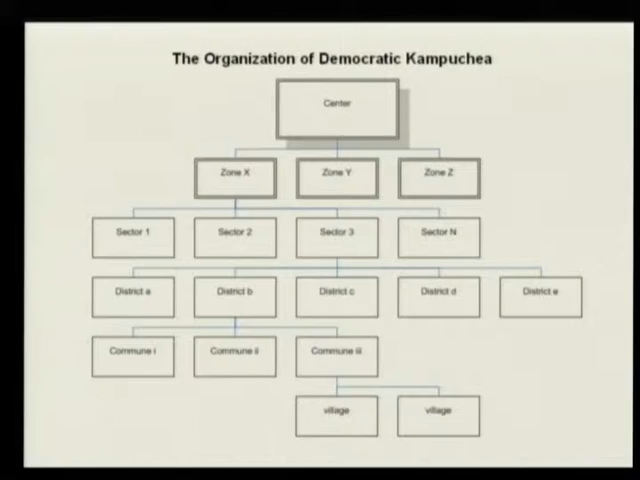 The Organization of Democratic Kampuchea
Center
Zone X
Zone Y
Zone Z
Sector 1
Sector 2
Sector 3
Sector N
District a
District b
District c
District d
District e
Commune i
Commune ii
Commune iii
village
village